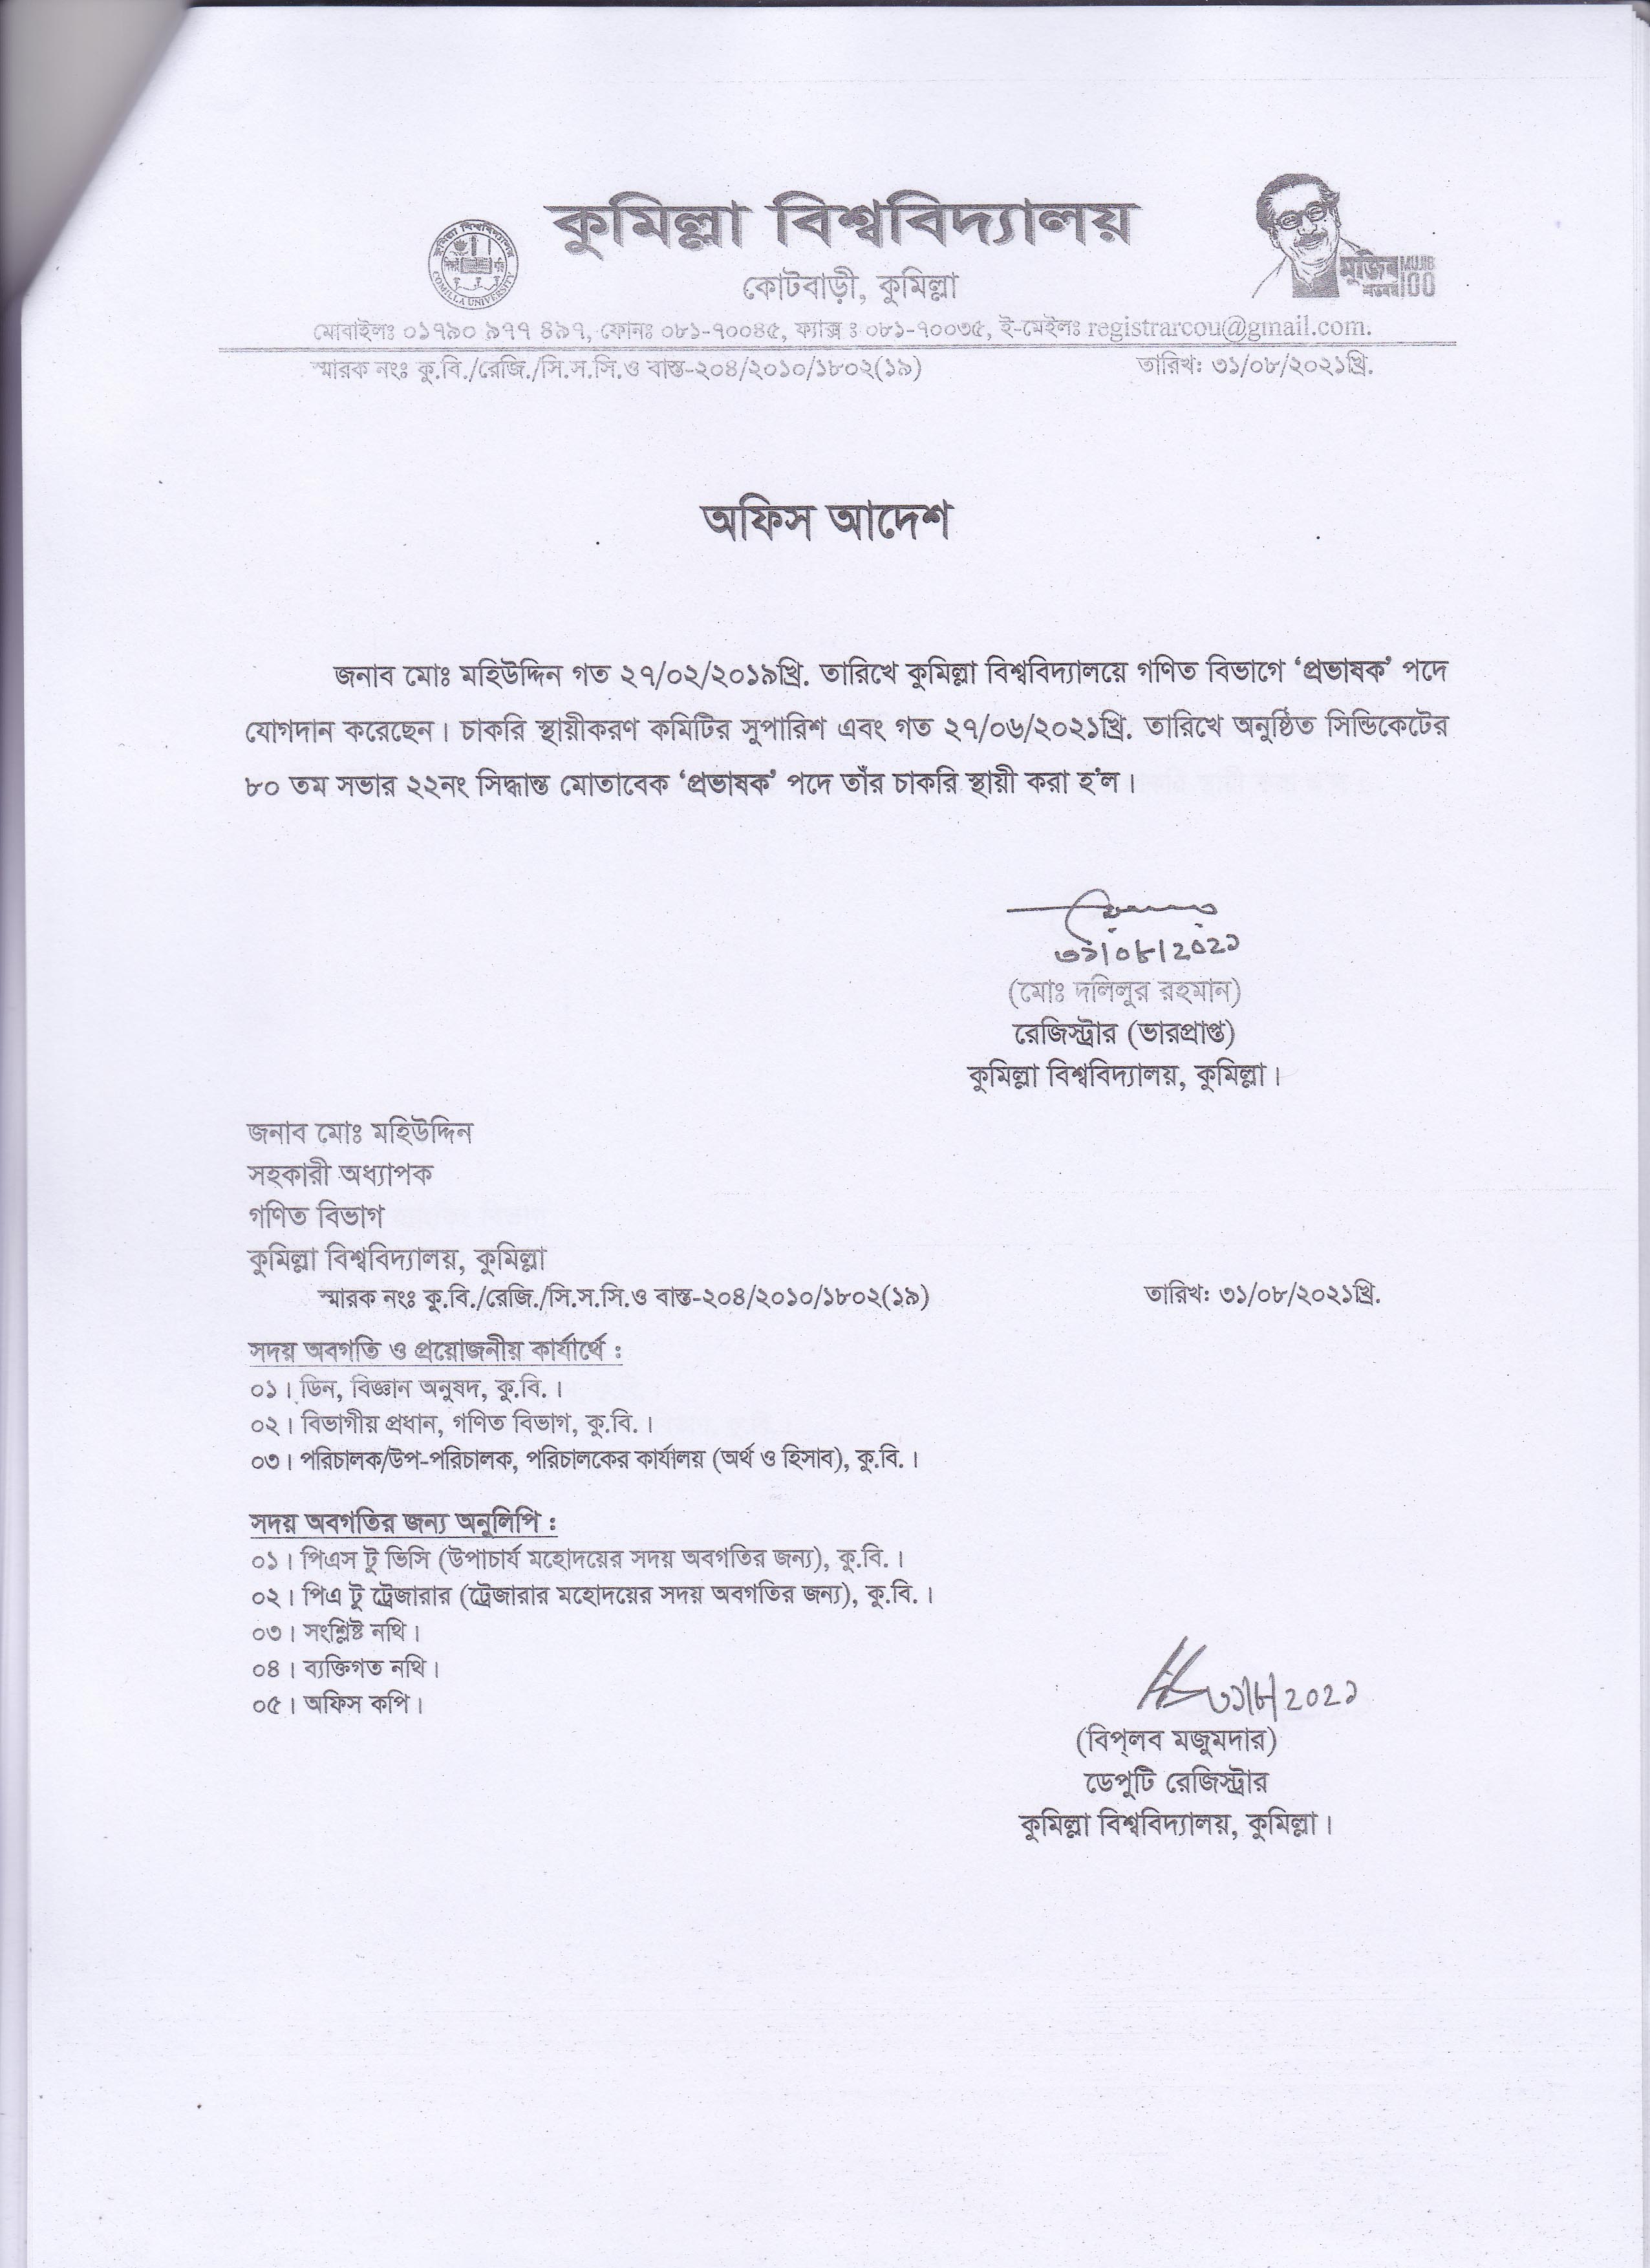 কুমিল্লা বিশ্ববিদ্যালয়
কোটবাড়ী, কুমিল্লা
COMILLA UNIVERSITY
মুজিব MUJIB
শতবর্ষ 100
মোবাইলঃ ০১৭৯০ ৯৭৭ ৪৯৭, ফোনঃ ০৮১-৭০০৪৫, ফ্যাক্স ঃ ০৮১-৭০০৩৫, ই-মেইলঃ registrarcou@gmail.com.
স্মারক নংঃ কু.বি./রেজি./সি.স.সি.ও বাস্ত-২০৪/২০১০/১৮০২(১৯) তারিখ: ৩১/০৮/২০২১খ্রি.
অফিস আদেশ
জনাব মোঃ মহিউদ্দিন গত ২৭/০২/২০১৯খ্রি. তারিখে কুমিল্লা বিশ্ববিদ্যালয়ে গণিত বিভাগে ‘প্রভাষক’ পদে
যোগদান করেছেন। চাকরি স্থায়ীকরণ কমিটির সুপারিশ এবং গত ২৭/০৬/২০২১খ্রি. তারিখে অনুষ্ঠিত সিন্ডিকেটের
৮০ তম সভার ২২নং সিদ্ধান্ত মোতাবেক ‘প্রভাষক’ পদে তাঁর চাকরি স্থায়ী করা হ’ল।
৩১/০৮/২০২১
(মোঃ দলিলুর রহমান)
রেজিস্ট্রার (ভারপ্রাপ্ত)
কুমিল্লা বিশ্ববিদ্যালয়, কুমিল্লা।
জনাব মোঃ মহিউদ্দিন
সহকারী অধ্যাপক
গণিত বিভাগ
কুমিল্লা বিশ্ববিদ্যালয়, কুমিল্লা
স্মারক নংঃ কু.বি./রেজি./সি.স.সি.ও বাস্ত-২০৪/২০১০/১৮০২(১৯) তারিখ: ৩১/০৮/২০২১খ্রি.
সদয় অবগতি ও প্রয়োজনীয় কার্যার্থে :
০১। ডিন, বিজ্ঞান অনুষদ, কু.বি.।
০২। বিভাগীয় প্রধান, গণিত বিভাগ, কু.বি.।
০৩। পরিচালক/উপ-পরিচালক, পরিচালকের কার্যালয় (অর্থ ও হিসাব), কু.বি.।
সদয় অবগতির জন্য অনুলিপি :
০১। পিএস টু ভিসি (উপাচার্য মহোদয়ের সদয় অবগতির জন্য), কু.বি.।
০২। পিএ টু ট্রেজারার (ট্রেজারার মহোদয়ের সদয় অবগতির জন্য), কু.বি.।
০৩। সংশ্লিষ্ট নথি।
০৪। ব্যক্তিগত নথি।
০৫। অফিস কপি।
৩১/৮/২০২১
(বিপ্‌লব মজুমদার)
ডেপুটি রেজিস্ট্রার
কুমিল্লা বিশ্ববিদ্যালয়, কুমিল্লা।